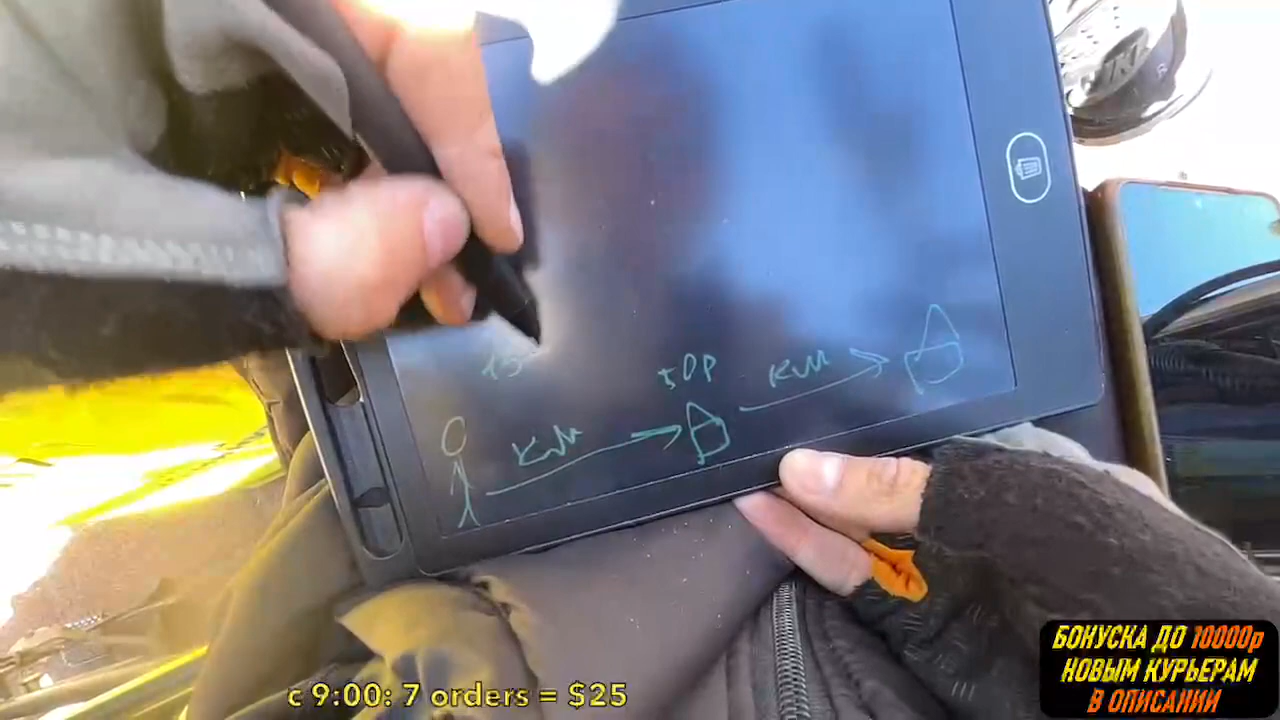 50р
км
км
с 9:00: 7 orders = $25
БОНУСКА ДО 10000р
НОВЫМ КУРЬЕРАМ
В ОПИСАНИИ